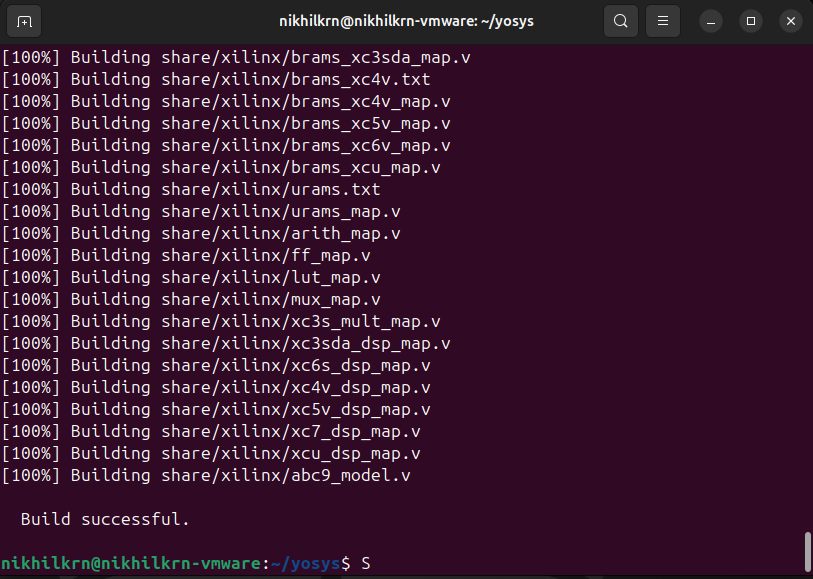 nikhilkrn@nikhilkrn-vmware: ~/yosys
[100%] Building share/xilinx/brams_xc3sda_map.v
[100%] Building share/xilinx/brams_xc4v.txt
[100%] Building share/xilinx/brams_xc4v_map.v
[100%] Building share/xilinx/brams_xc5v_map.v
[100%] Building share/xilinx/brams_xc6v_map.v
[100%] Building share/xilinx/brams_xcu_map.v
[100%] Building share/xilinx/urams.txt
[100%] Building share/xilinx/urams_map.v
[100%] Building share/xilinx/arith_map.v
[100%] Building share/xilinx/ff_map.v
[100%] Building share/xilinx/lut_map.v
[100%] Building share/xilinx/mux_map.v
[100%] Building share/xilinx/xc3s_mult_map.v
[100%] Building share/xilinx/xc3sda_dsp_map.v
[100%] Building share/xilinx/xc6s_dsp_map.v
[100%] Building share/xilinx/xc4v_dsp_map.v
[100%] Building share/xilinx/xc5v_dsp_map.v
[100%] Building share/xilinx/xc7_dsp_map.v
[100%] Building share/xilinx/xcu_dsp_map.v
[100%] Building share/xilinx/abc9_model.v
Build successful.
nikhilkrn@nikhilkrn-vmware:~/yosys$ S